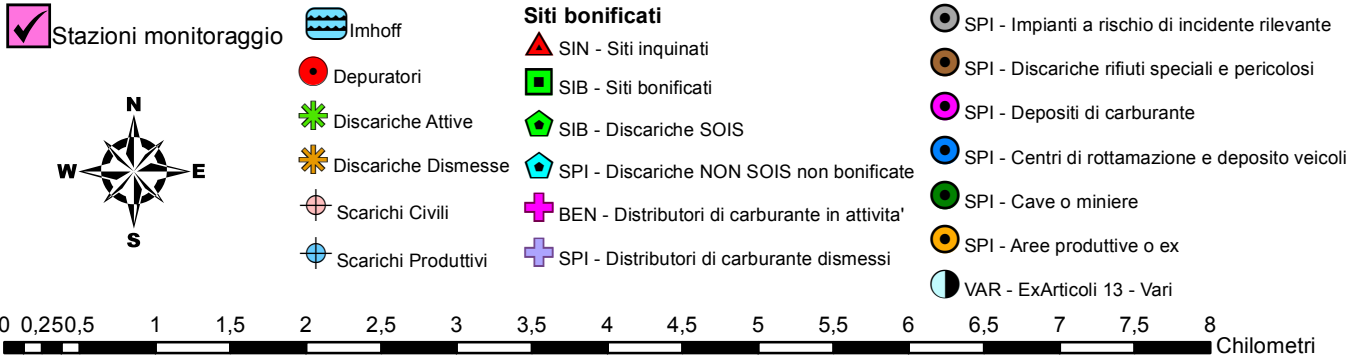 Stazioni monitoraggio
N
W
E
S
Imhoff
Depuratori
Discariche Attive
Discariche Dismesse
Scarichi Civili
Scarichi Produttivi
Siti bonificati
SIN - Siti inquinati
SIB - Siti bonificati
SIB - Discariche SOIS
SPI - Discariche NON SOIS non bonificate
BEN - Distributori di carburante in attivita'
SPI - Distributori di carburante dismessi
SPI - Impianti a rischio di incidente rilevante
SPI - Discariche rifiuti speciali e pericolosi
SPI - Depositi di carburante
SPI - Centri di rottamazione e deposito veicoli
SPI - Cave o miniere
SPI - Aree produttive o ex
VAR - ExArticoli 13 - Vari
0 0,250,5 1 1,5 2 2,5 3 3,5 4 4,5 5 5,5 6 6,5 7 7,5 8
Chilometri